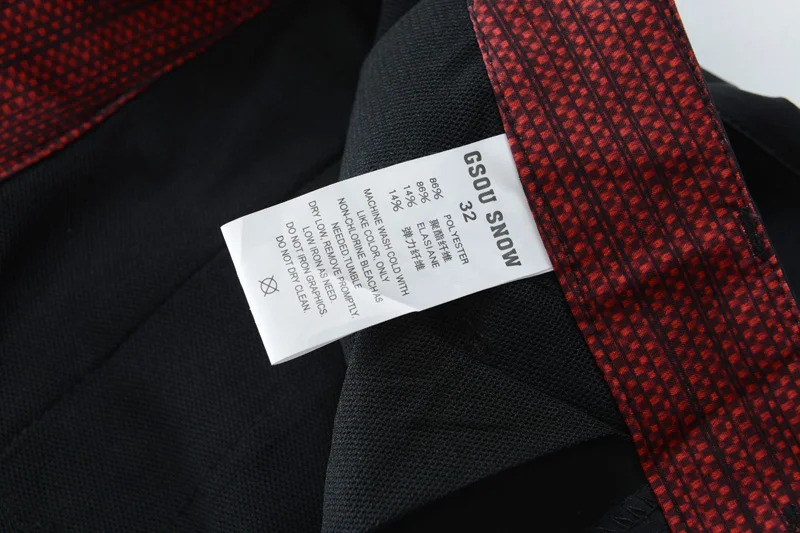 GSOU SNOW
32
86% POLYESTER
86% 聚酯纤维
14% ELASIANE
14% 弹力纤维
MACHINE WASH COLD WITH
LIKE COLOR, ONLY
NON-CHLORINE BLEACH AS
NEEDED.TUMBLE
DRY LOW, REMOVE PROMPTLY.
LOW IRON AS NEED.
DO NOT IRON GRAPHICS.
DO NOT DRY CLEAN.